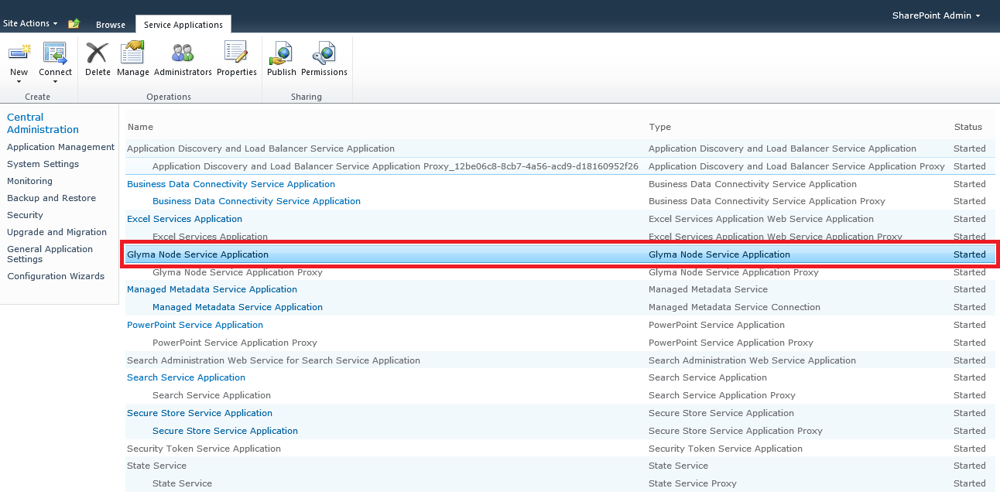 Site Actions
Browse
Service Applications
SharePoint Admin
New
Connect
Delete
Manage
Administrators
Properties
Publish
Permissions
Create
Operations
Sharing
Central
Administration
Application Management
System Settings
Monitoring
Backup and Restore
Security
Upgrade and Migration
General Application
Settings
Configuration Wizards
Name Type Status
Application Discovery and Load Balancer Service Application Application Discovery and Load Balancer Service Application Started
Application Discovery and Load Balancer Service Application Proxy_12be06c8-8cb7-4a56-acd9-d18160952f26 Application Discovery and Load Balancer Service Application Proxy Started
Business Data Connectivity Service Application Business Data Connectivity Service Application Started
Business Data Connectivity Service Application Business Data Connectivity Service Application Proxy Started
Excel Services Application Excel Services Application Web Service Application Started
Excel Services Application Excel Services Application Web Service Application Proxy Started
Glyma Node Service Application Glyma Node Service Application Started
Glyma Node Service Application Proxy Glyma Node Service Application Proxy Started
Managed Metadata Service Application Managed Metadata Service Started
Managed Metadata Service Application Managed Metadata Service Connection Started
PowerPoint Service Application PowerPoint Service Application Started
PowerPoint Service Application Proxy PowerPoint Service Application Proxy Started
Search Administration Web Service for Search Service Application Search Administration Web Service Application Started
Search Service Application Search Service Application Started
Search Service Application Search Service Application Proxy Started
Secure Store Service Application Secure Store Service Application Started
Secure Store Service Application Secure Store Service Application Proxy Started
Security Token Service Application Security Token Service Application Started
State Service State Service Started
State Service State Service Proxy Started